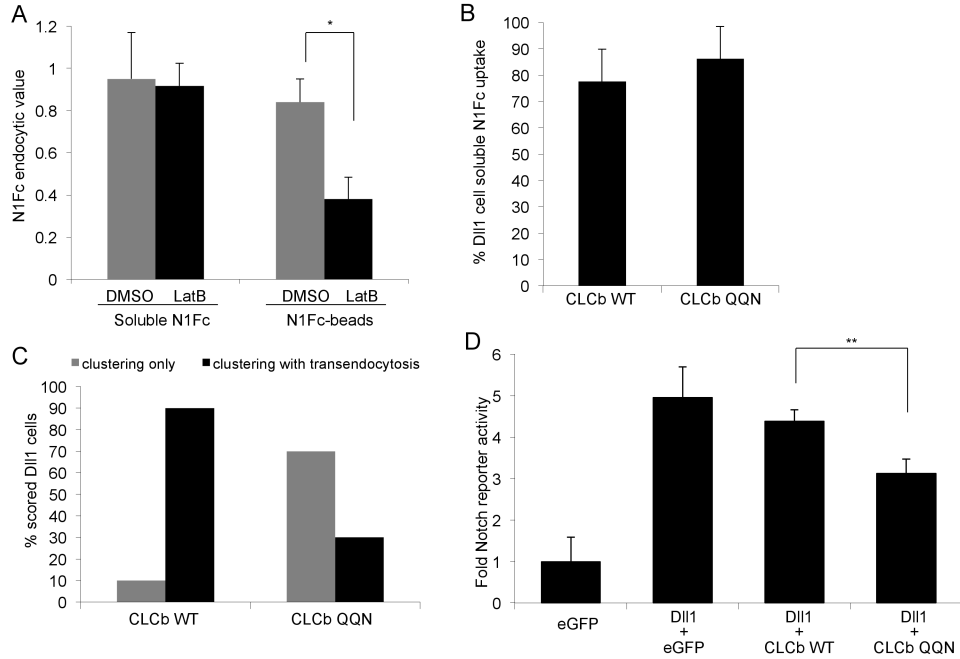 A
N1Fc endocytic value
1.2
1
0.8
0.6
0.4
0.2
0
*
DMSO LatB DMSO LatB
Soluble N1Fc N1Fc-beads
B
% Dll1 cell soluble N1Fc uptake
100
90
80
70
60
50
40
30
20
10
0
CLCb WT CLCb QQN
C
clustering only clustering with transendocytosis
% scored Dll1 cells
100
90
80
70
60
50
40
30
20
10
0
CLCb WT CLCb QQN
D
Fold Notch reporter activity
6
5
4
3
2
1
0
**
eGFP
Dll1
+
eGFP
Dll1
+
CLCb WT
Dll1
+
CLCb QQN